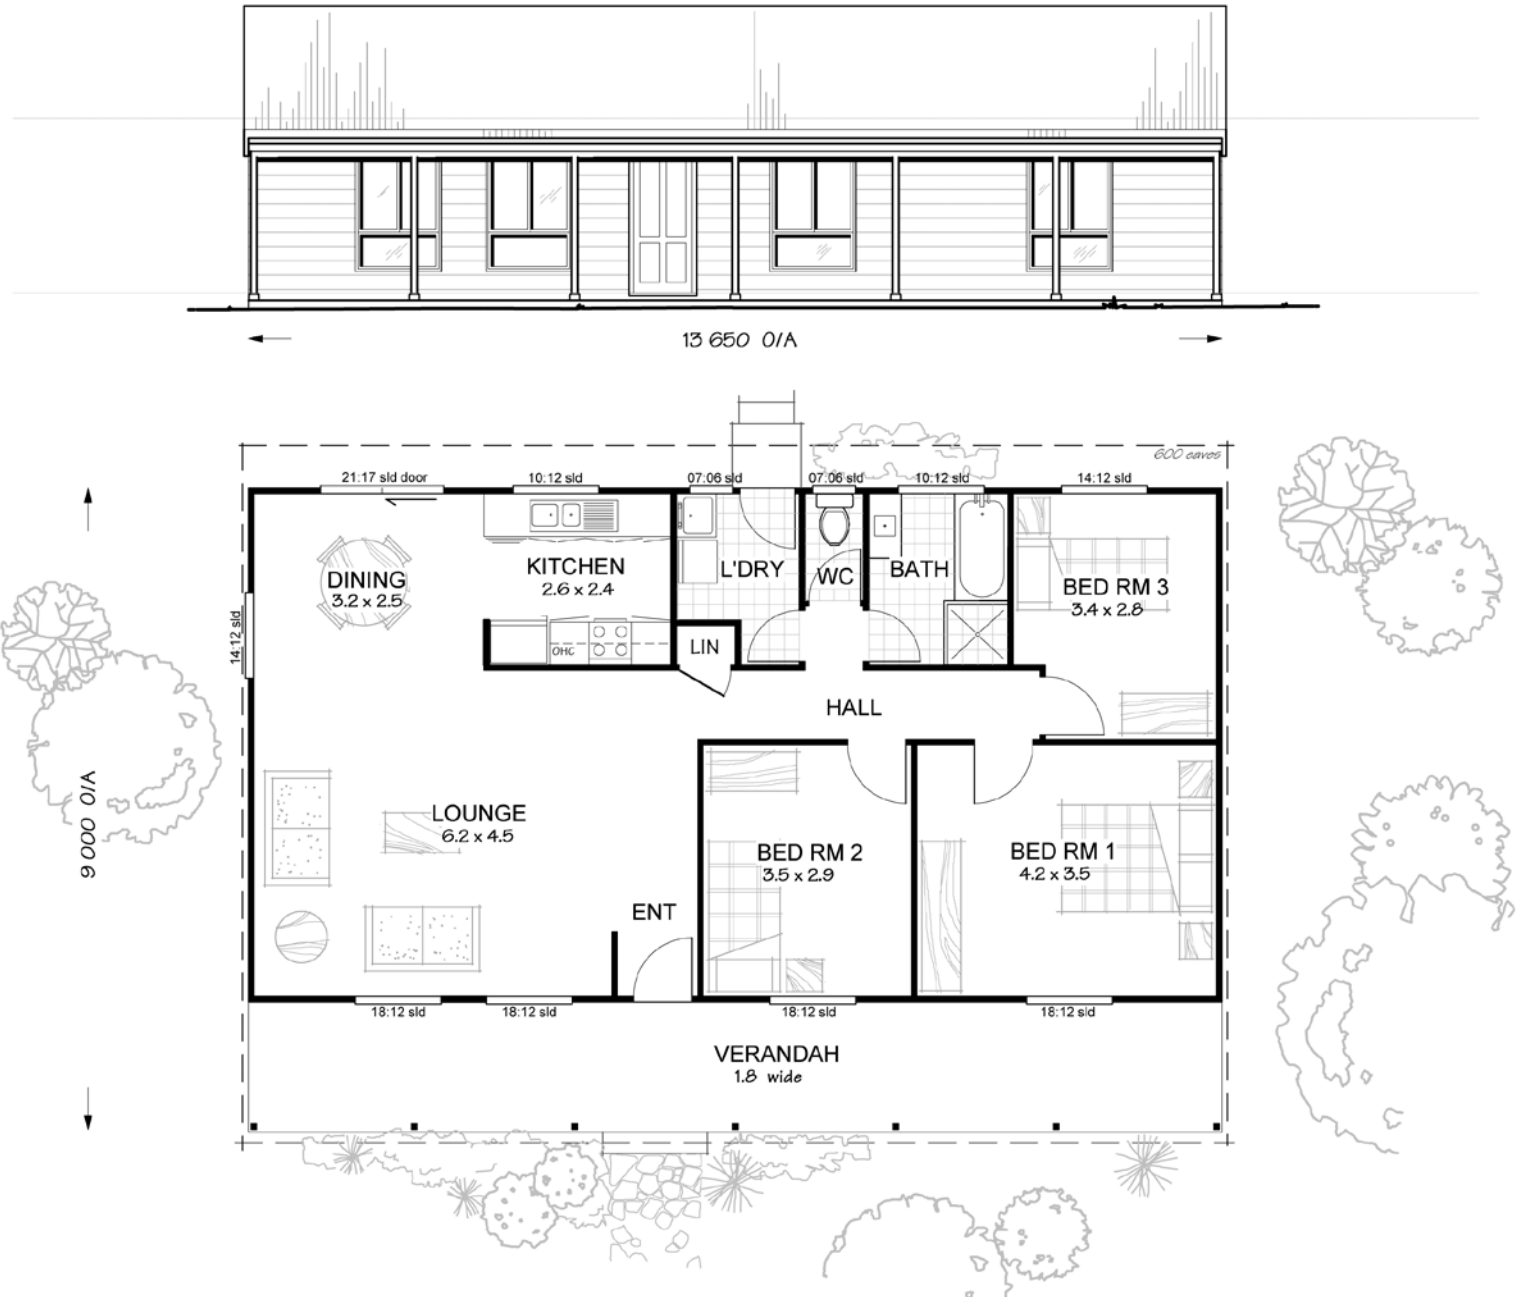 13 650 O/A
600 eaves
21:17 sld door
10:12 sld
07:06 sld
07:06 sld
10:12 sld
14:12 sld
14:12 sld
DINING
3.2 x 2.5
KITCHEN
2.6 x 2.4
L'DRY
WC
BATH
BED RM 3
3.4 x 2.8
OHC
LIN
HALL
9 000 O/A
LOUNGE
6.2 x 4.5
BED RM 2
3.5 x 2.9
BED RM 1
4.2 x 3.5
ENT
18:12 sld
18:12 sld
18:12 sld
18:12 sld
VERANDAH
1.8 wide